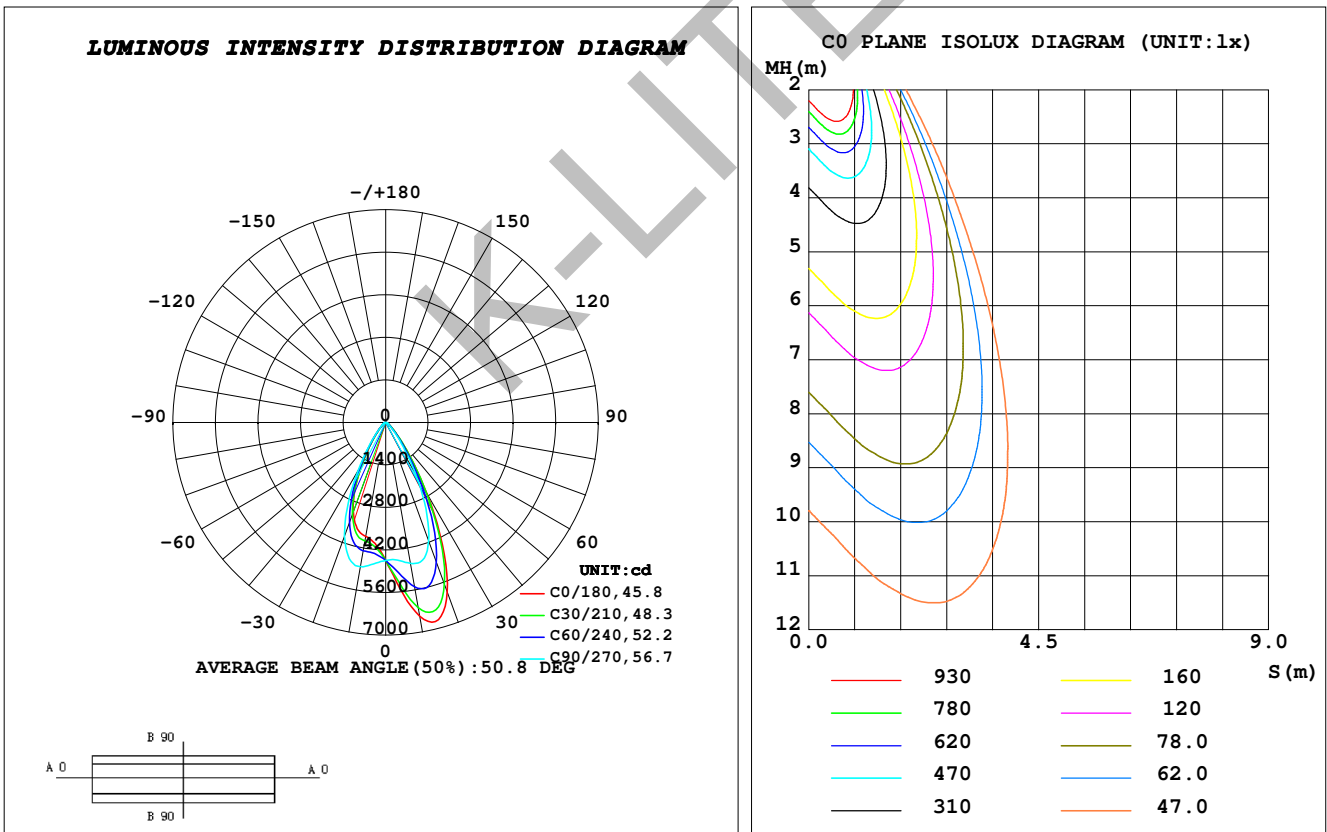 LUMINOUS INTENSITY DISTRIBUTION DIAGRAM
-/+180
-150
150
-120
120
-90
90
-60
60
-30
30
0
0
1400
2800
4200
5600
7000
UNIT:cd
C0/180,45.8
C30/210,48.3
C60/240,52.2
C90/270,56.7
AVERAGE BEAM ANGLE(50%):50.8 DEG
B 90
A 0
A 0
B 90
C0 PLANE ISOLUX DIAGRAM (UNIT:lx)
MH(m)
2
3
4
5
6
7
8
9
10
11
12
0.0
4.5
9.0
S(m)
930
160
780
120
620
78.0
470
62.0
310
47.0
K-LITE